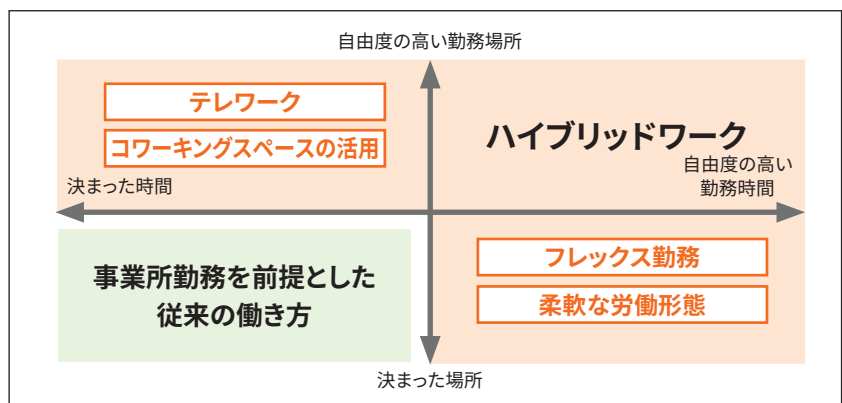 自由度の高い勤務場所
テレワーク
コワーキングスペースの活用
ハイブリッドワーク
決まった時間
自由度の高い
勤務時間
事業所勤務を前提とした
従来の働き方
フレックス勤務
柔軟な労働形態
決まった場所